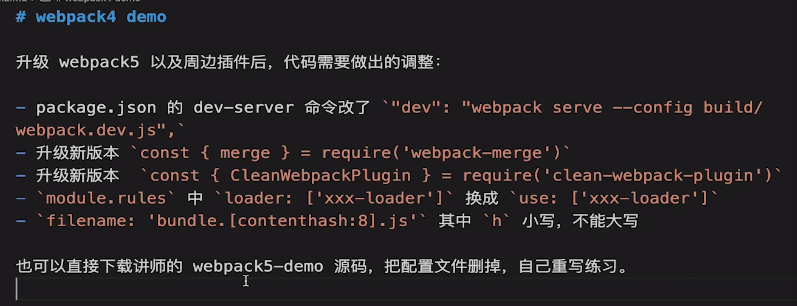 # webpack4 demo
升级 webpack5 以及周边插件后，代码需要做出的调整：
- package.json 的 dev-server 命令改了 `"dev": "webpack serve --config build/
webpack.dev.js",`
- 升级新版本 `const { merge } = require('webpack-merge')`
- 升级新版本  `const { CleanWebpackPlugin } = require('clean-webpack-plugin')`
- `module.rules` 中 `loader: ['xxx-loader']` 换成 `use: ['xxx-loader']`
- `filename: 'bundle.[contenthash:8].js'` 其中 `h` 小写，不能大写
也可以直接下载讲师的 webpack5-demo 源码，把配置文件删掉，自己重写练习。